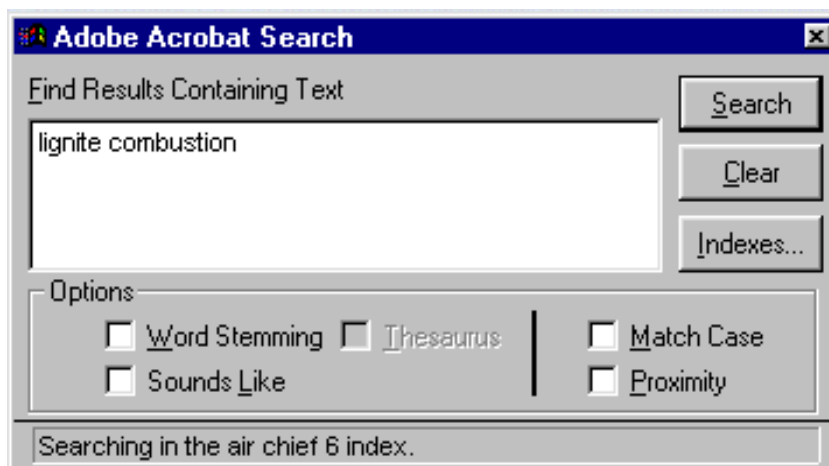 Adobe Acrobat Search
Find Results Containing Text
Search
lignite combustion
Clear
Indexes...
Options
Word Stemming Thesaurus Match Case
Sounds Like Proximity
Searching in the air chief 6 index.